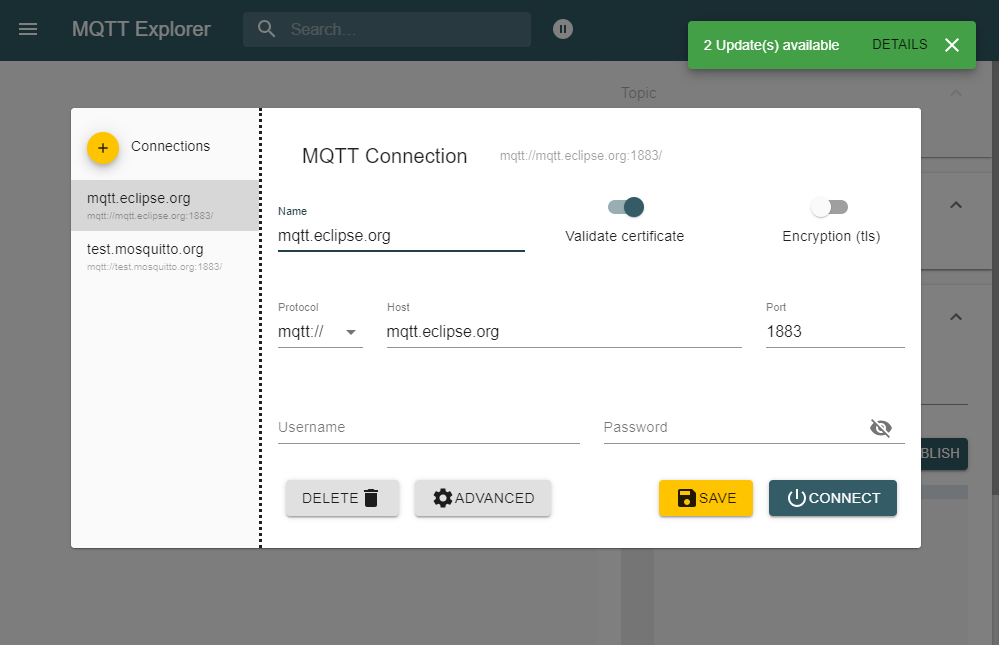 MQTT Explorer
Search...
2 Update(s) available
DETAILS
Topic
Connections
mqtt.eclipse.org
mqtt://mqtt.eclipse.org:1883/
test.mosquitto.org
mqtt://test.mosquitto.org:1883/
MQTT Connection
mqtt://mqtt.eclipse.org:1883/
Name
mqtt.eclipse.org
Validate certificate
Encryption (tls)
Protocol
mqtt://
Host
mqtt.eclipse.org
Port
1883
Username
Password
BLISH
DELETE
ADVANCED
SAVE
CONNECT